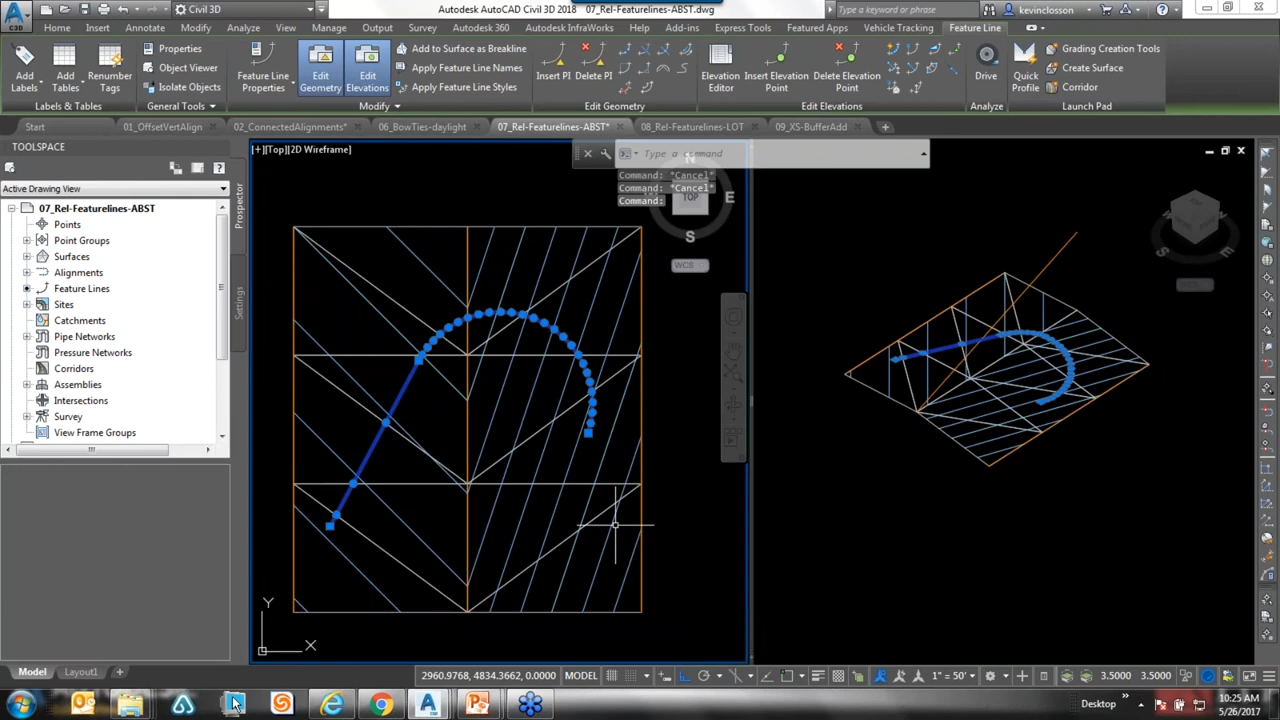 Civil 3D
Autodesk AutoCAD Civil 3D 2018 07_Rel-Featurelines-ABST.dwg
Type a keyword or phrase
kevinclosson
C3D
Home Insert Annotate Modify Analyze View Manage Output Survey Autodesk 360 Help Add-ins Express Tools Featured Apps Vehicle Tracking Feature Line
Add Labels
Add Tables
Renumber Tags
Properties
Object Viewer
Isolate Objects
Feature Line Properties
Edit Geometry
Edit Elevations
Add to Surface as Breakline
Apply Feature Line Names
Apply Feature Line Styles
Insert PI
Delete PI
Elevation Editor
Insert Elevation Point
Delete Elevation Point
Drive
Quick Profile
Grading Creation Tools
Create Surface
Corridor
Labels & Tables General Tools Modify Edit Geometry Edit Elevations Analyze Launch Pad
Start 01_OffsetVertAlign 02_ConnectedAlignments* 06_BowTies-daylight 07_Rel-Featurelines-ABST* 08_Rel-Featurelines-LOT 09_XS-BufferAdd
TOOLSPACE
[+][Top][2D Wireframe]
Type a command
Command: *Cancel*
Command: *Cancel*
Command:
TOP
E
S
WCS
Active Drawing View
07_Rel-Featurelines-ABST
Points
Point Groups
Surfaces
Alignments
Feature Lines
Sites
Catchments
Pipe Networks
Pressure Networks
Corridors
Assemblies
Intersections
Survey
View Frame Groups
Prospector
Settings
S
E
Y
X
Model Layout1
2960.9768, 4834.3662, 0.0000 MODEL
1" = 50'
3.5000 3.5000
Desktop
10:25 AM
5/26/2017